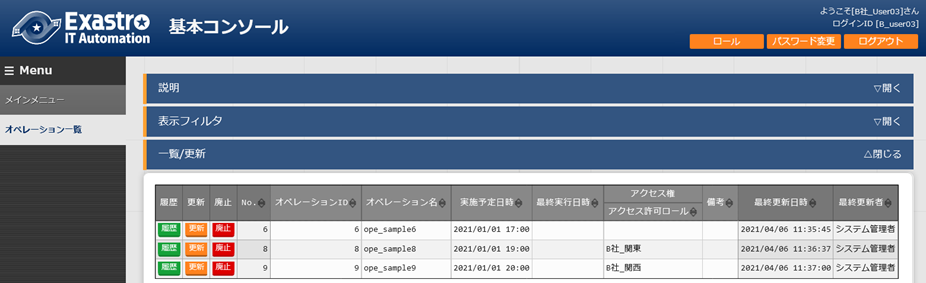 Exastro
IT Automation
基本コンソール
ようこそ[B社_User03]さん
ログインID [B_user03]
ロール パスワード変更 ログアウト
Menu
メインメニュー
オペレーション一覧
説明 ▽開く
表示フィルタ ▽開く
一覧/更新 △閉じる
履歴 更新 廃止 No. オペレーションID オペレーション名 実施予定日時 最終実行日時 アクセス権 備考 最終更新日時 最終更新者
アクセス許可ロール
履歴 更新 廃止 6 6 ope_sample6 2021/01/01 17:00 2021/04/06 11:35:45 システム管理者
履歴 更新 廃止 8 8 ope_sample8 2021/01/01 19:00 B社_関東 2021/04/06 11:36:37 システム管理者
履歴 更新 廃止 9 9 ope_sample9 2021/01/01 20:00 B社_関西 2021/04/06 11:37:00 システム管理者